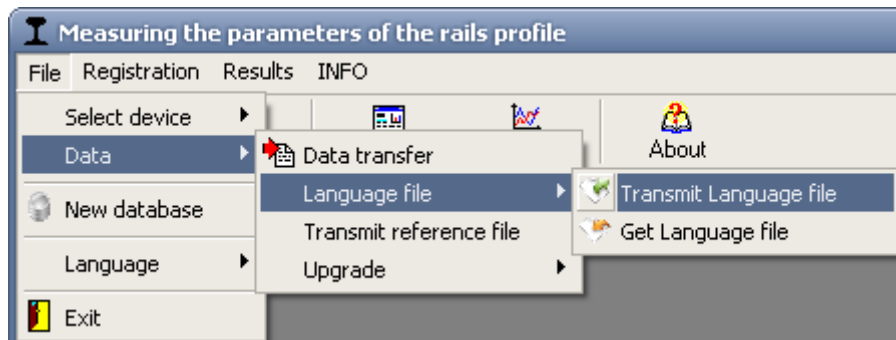 Measuring the parameters of the rails profile
File Registration Results INFO
Select device
Data
New database
Language
Exit
Data transfer
Language file
Transmit reference file
Upgrade
Transmit Language file
Get Language file
About